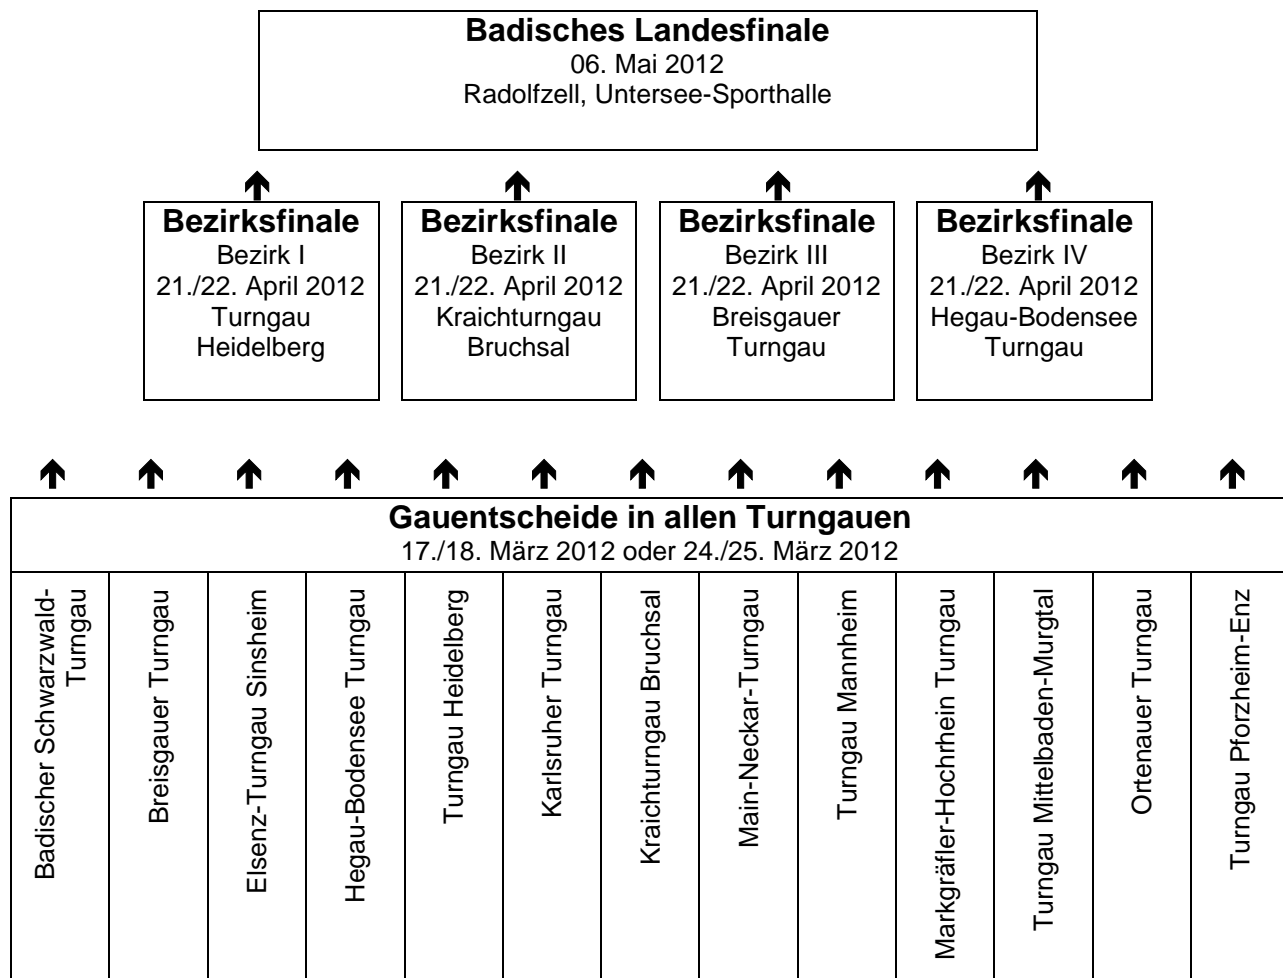 Badisches Landesfinale
06. Mai 2012
Radolfzell, Untersee-Sporthalle
Bezirksfinale
Bezirk I
21./22. April 2012
Turngau
Heidelberg
Bezirksfinale
Bezirk II
21./22. April 2012
Kraichturngau
Bruchsal
Bezirksfinale
Bezirk III
21./22. April 2012
Breisgauer
Turngau
Bezirksfinale
Bezirk IV
21./22. April 2012
Hegau-Bodensee
Turngau
Gauentscheide in allen Turngauen
17./18. März 2012 oder 24./25. März 2012
Badischer Schwarzwald-
Turngau
Breisgauer Turngau
Elsenz-Turngau Sinsheim
Hegau-Bodensee Turngau
Turngau Heidelberg
Karlsruher Turngau
Kraichturngau Bruchsal
Main-Neckar-Turngau
Turngau Mannheim
Markgräfler-Hochrhein Turngau
Turngau Mittelbaden-Murgtal
Ortenauer Turngau
Turngau Pforzheim-Enz